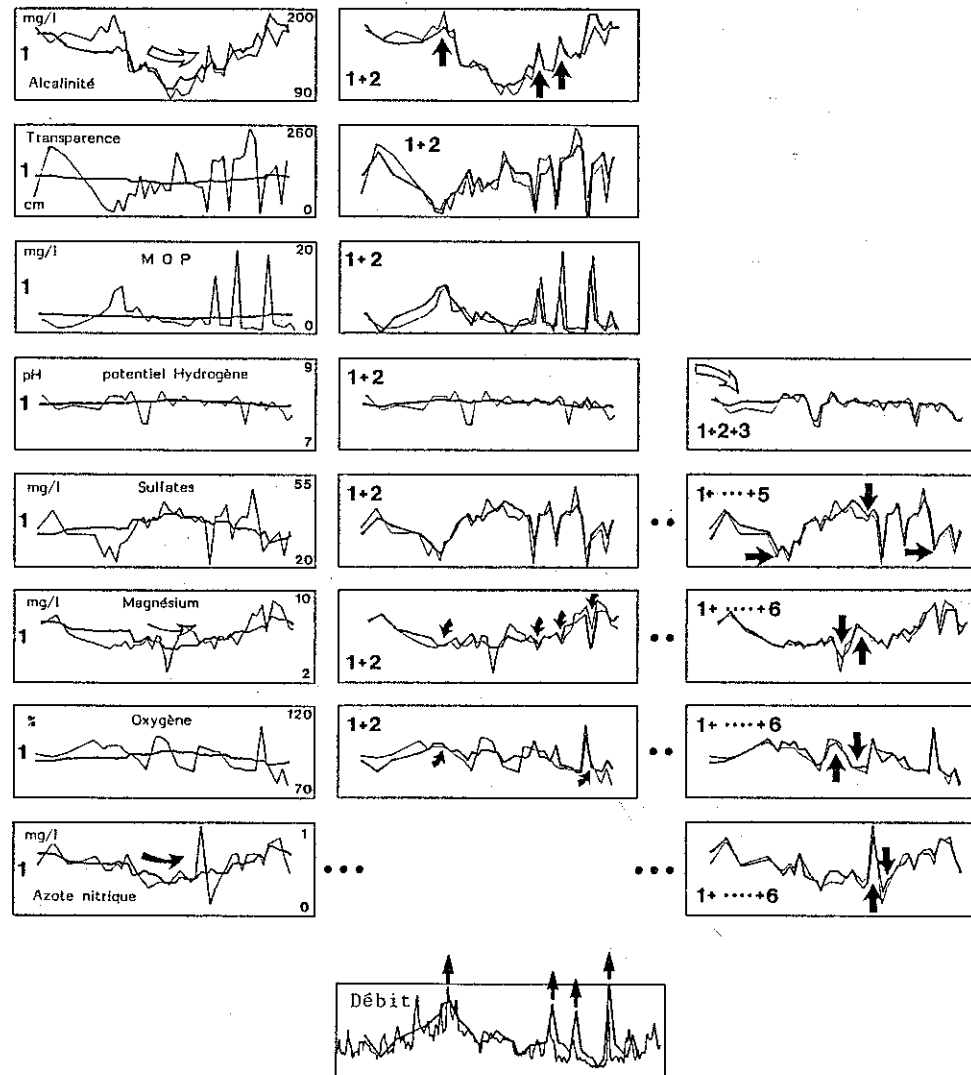 mg/l 200
1 1+2
Alcalinité 90
Transparence 260
1 1+2
cm 0
mg/l M O P 20
1 1+2
0
pH potentiel Hydrogène 9
1 1+2
7 1+2+3
mg/l Sulfates 55
1 1+2 •• 1+·····+5
20
mg/l Magnésium 10
1 •• 1+·····+6
2 1+2
% Oxygène 120
1 1+2 •• 1+·····+6
70
mg/l 1
1 ••• •••
Azote nitrique 0 1+·····+6
Débit